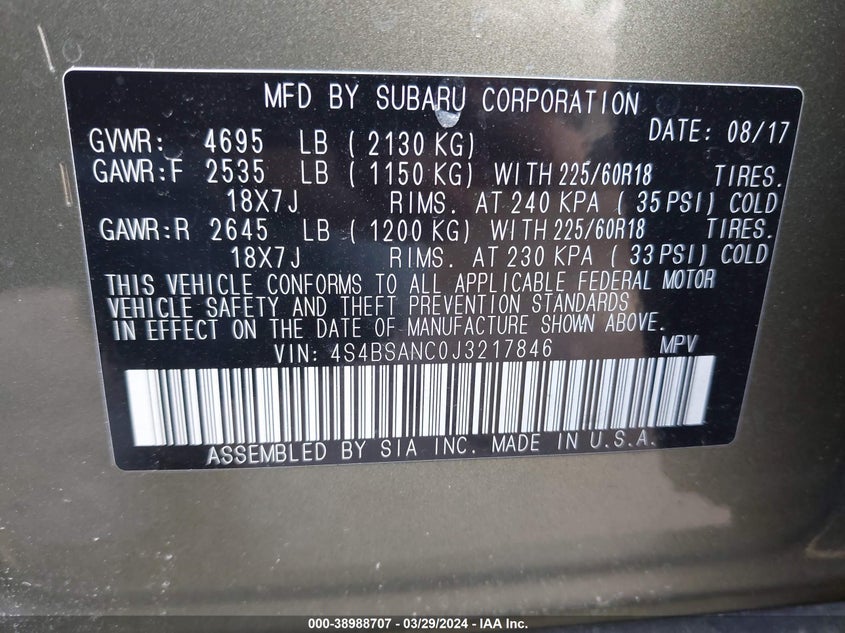 MFD BY SUBARU CORPORATION
DATE: 08/17
GVWR: 4695 LB ( 2130 KG)
GAWR:F 2535 LB ( 1150 KG) WITH 225/60R18 TIRES.
18X7J RIMS. AT 240 KPA ( 35 PSI) COLD
GAWR:R 2645 LB ( 1200 KG) WITH 225/60R18 TIRES.
18X7J RIMS. AT 230 KPA ( 33 PSI) COLD
THIS VEHICLE CONFORMS TO ALL APPLICABLE FEDERAL MOTOR
VEHICLE SAFETY AND THEFT PREVENTION STANDARDS
IN EFFECT ON THE DATE OF MANUFACTURE SHOWN ABOVE.
VIN: 4S4BSANC0J3217846 MPV
ASSEMBLED BY SIA INC. MADE IN U.S.A.
000-38988707 - 03/29/2024 - IAA Inc.